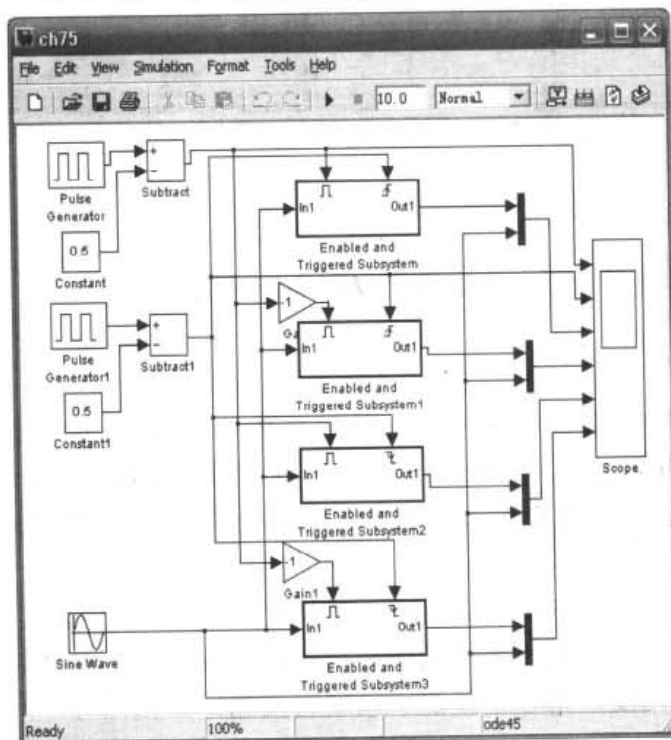 ch75
File Edit View Simulation Format Tools Help
10.0 Normal
Pulse
Generator
+
−
Subtract
0.5
Constant
In1
Out1
Enabled and
Triggered Subsystem
-1
In1
Out1
Enabled and
Triggered Subsystem1
Pulse
Generator1
+
−
Subtract1
0.5
Constant1
In1
Out1
Enabled and
Triggered Subsystem2
-1
Gain1
In1
Out1
Enabled and
Triggered Subsystem3
Sine Wave
Scope
Ready 100% ode45